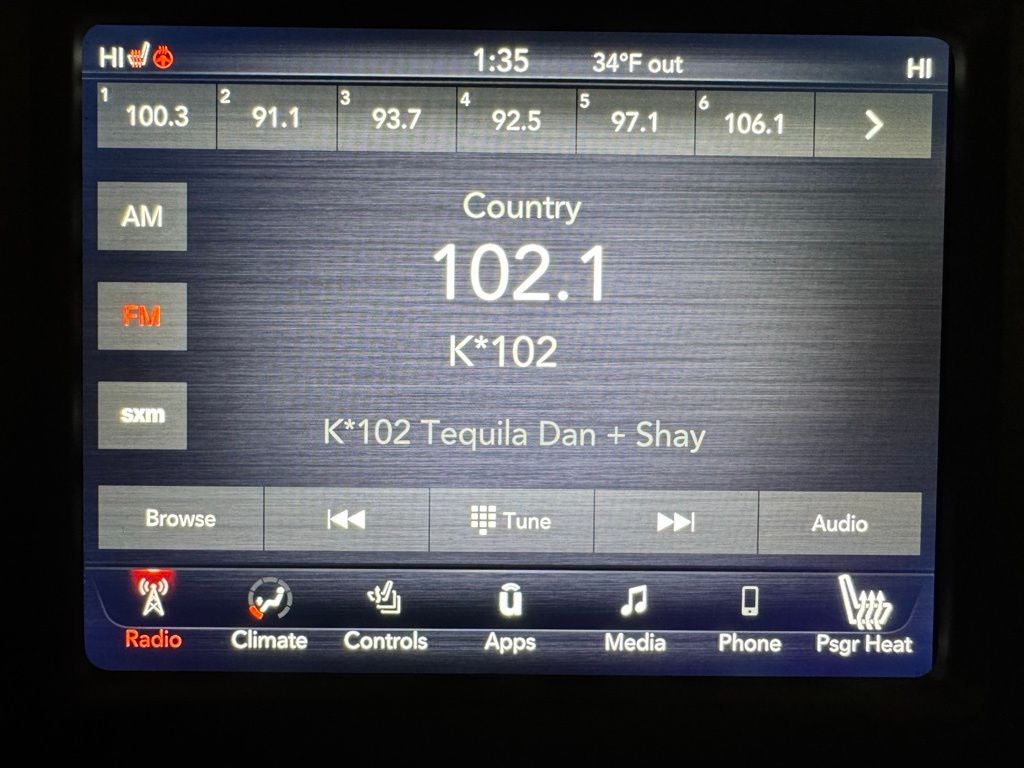 HI 1:35 34°F out HI
1 100.3 2 91.1 3 93.7 4 92.5 5 97.1 6 106.1
AM
Country
102.1
FM
K*102
sxm
K*102 Tequila Dan + Shay
Browse Tune Audio
Radio Climate Controls Apps Media Phone Psgr Heat